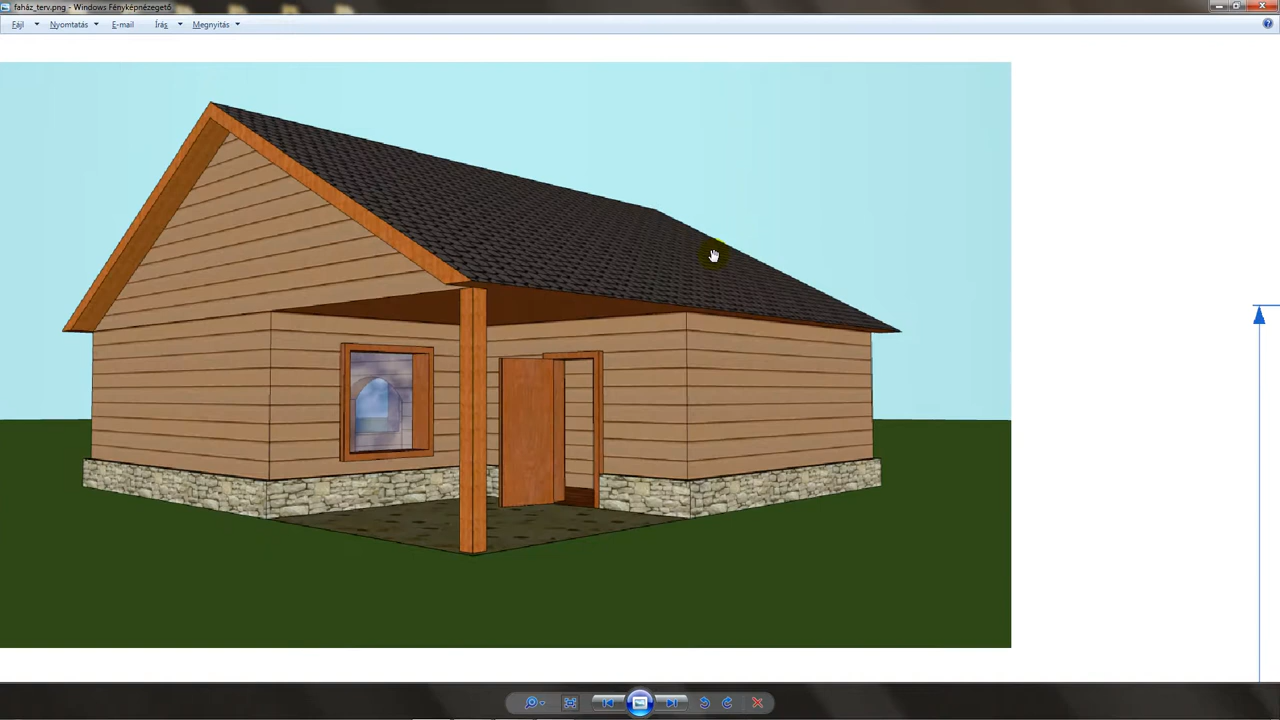 faház_terv.png - Windows Fényképnézegető
Fájl Nyomtatás E-mail Írás Megnyitás